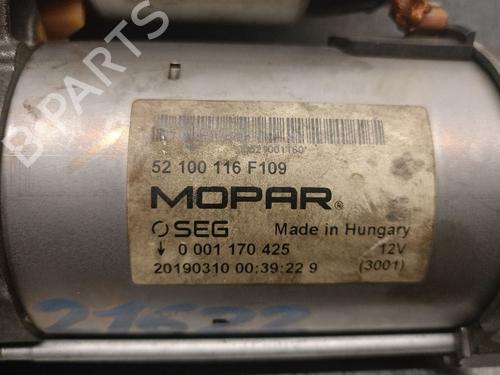 B-PARTS
52 100 116 F109
MOPAR®
SEG Made in Hungary
↓ 0 001 170 425 12V
20190310 00:39:22 9 (3001)